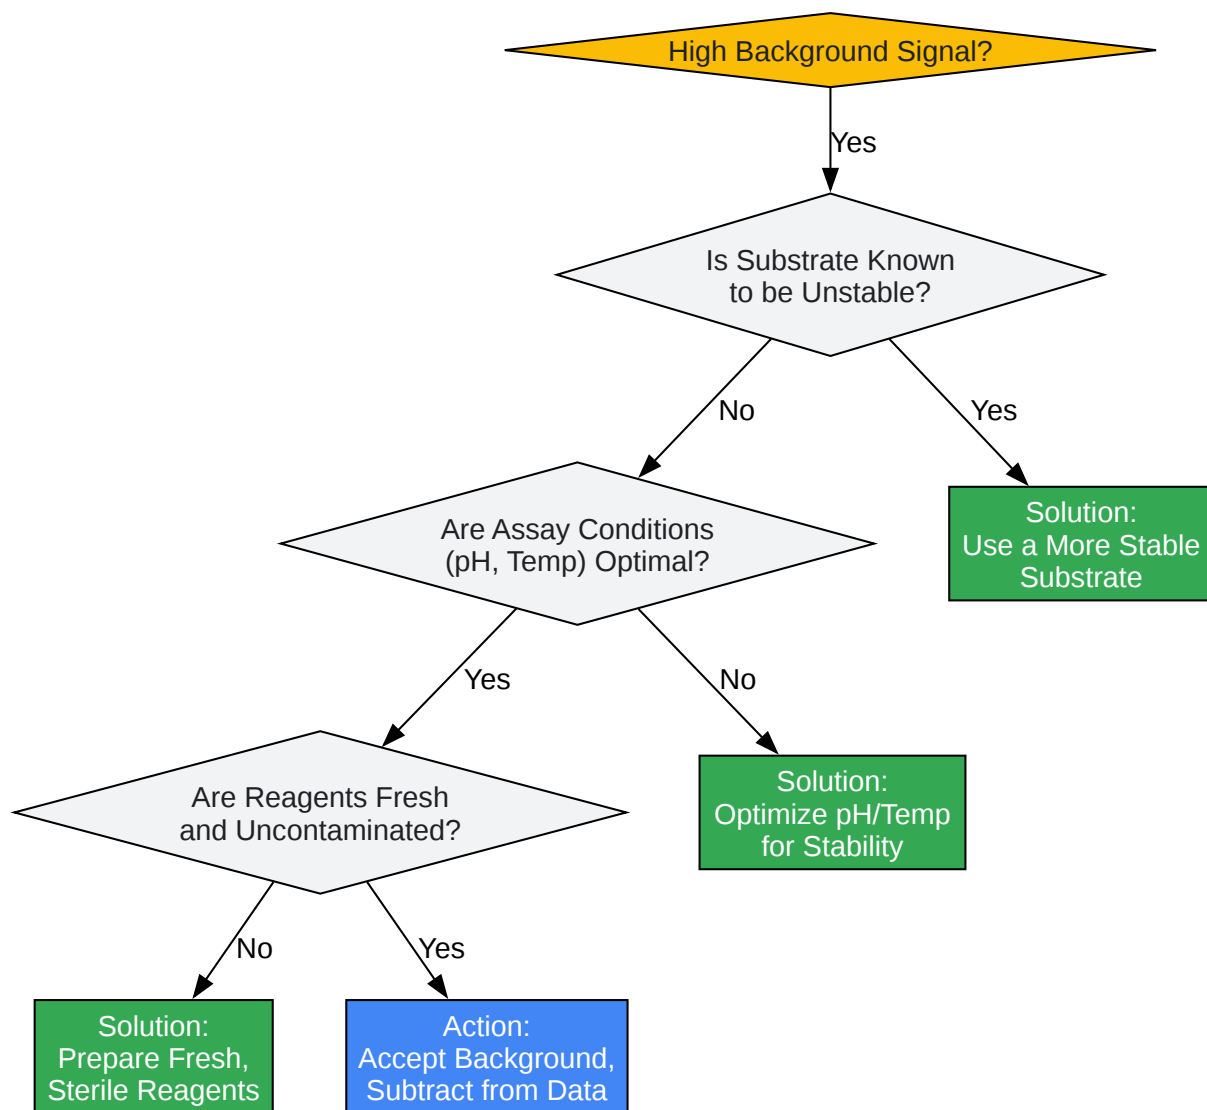 High Background Signal?
Yes
Is Substrate Known
to be Unstable?
No
Yes
Are Assay Conditions
(pH, Temp) Optimal?
Solution:
Use a More Stable
Substrate
Yes
No
Are Reagents Fresh
and Uncontaminated?
Solution:
Optimize pH/Temp
for Stability
No
Yes
Solution:
Prepare Fresh,
Sterile Reagents
Action:
Accept Background,
Subtract from Data